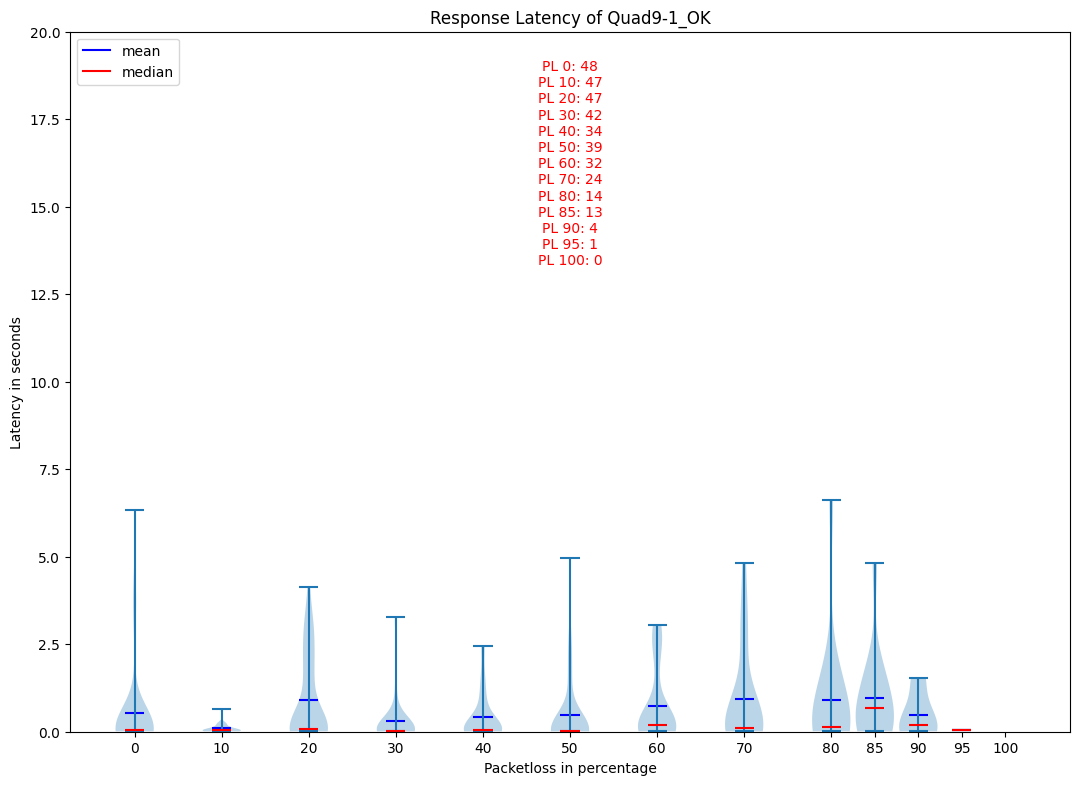 Response Latency of Quad9-1_OK
mean
median
PL 0: 48
PL 10: 47
PL 20: 47
PL 30: 42
PL 40: 34
PL 50: 39
PL 60: 32
PL 70: 24
PL 80: 14
PL 85: 13
PL 90: 4
PL 95: 1
PL 100: 0
Latency in seconds
20.0
17.5
15.0
12.5
10.0
7.5
5.0
2.5
0.0
0 10 20 30 40 50 60 70 80 85 90 95 100
Packetloss in percentage